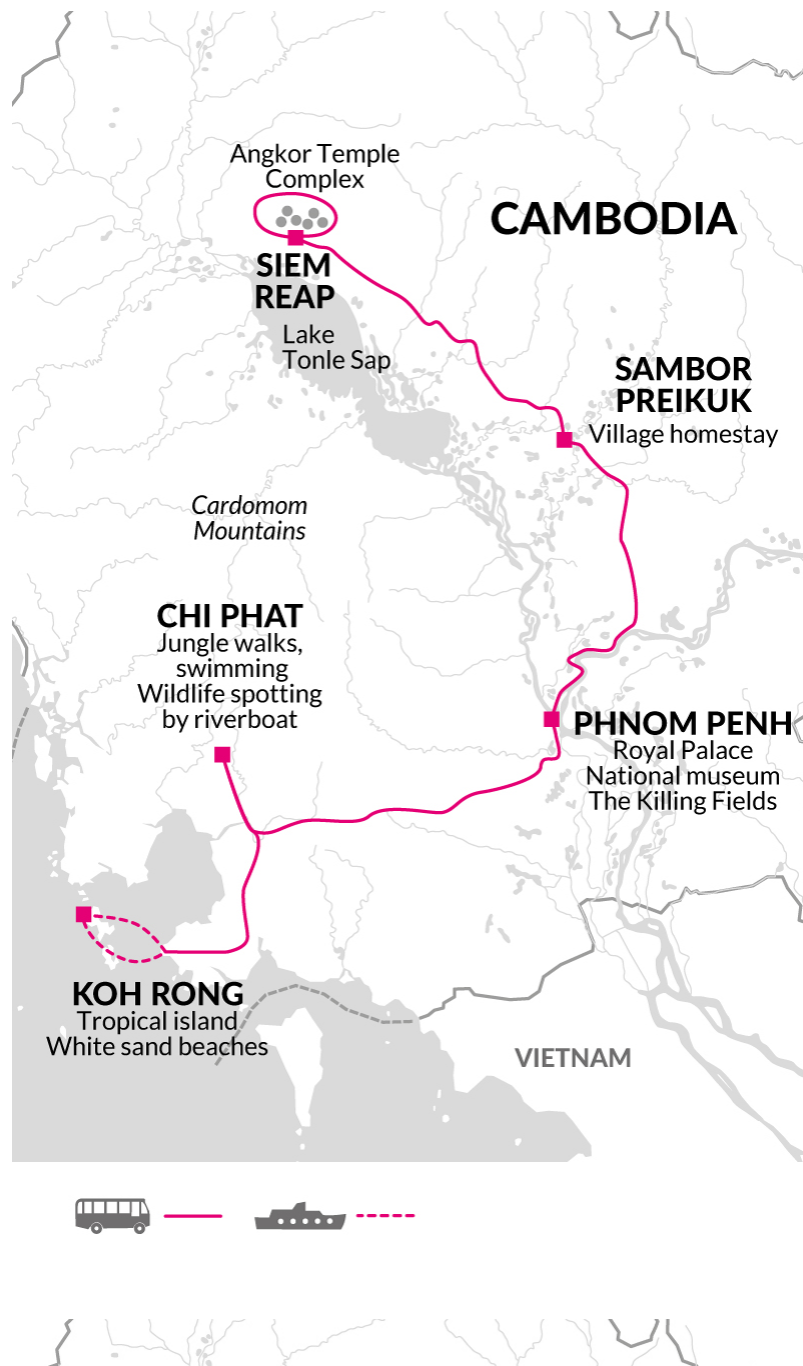 Angkor Temple
Complex
CAMBODIA
SIEM
REAP
Lake
Tonle Sap
SAMBOR
PREIKUK
Village homestay
Cardomom
Mountains
CHI PHAT
Jungle walks,
swimming
Wildlife spotting
by riverboat
PHNOM PENH
Royal Palace
National museum
The Killing Fields
KOH RONG
Tropical island
White sand beaches
VIETNAM